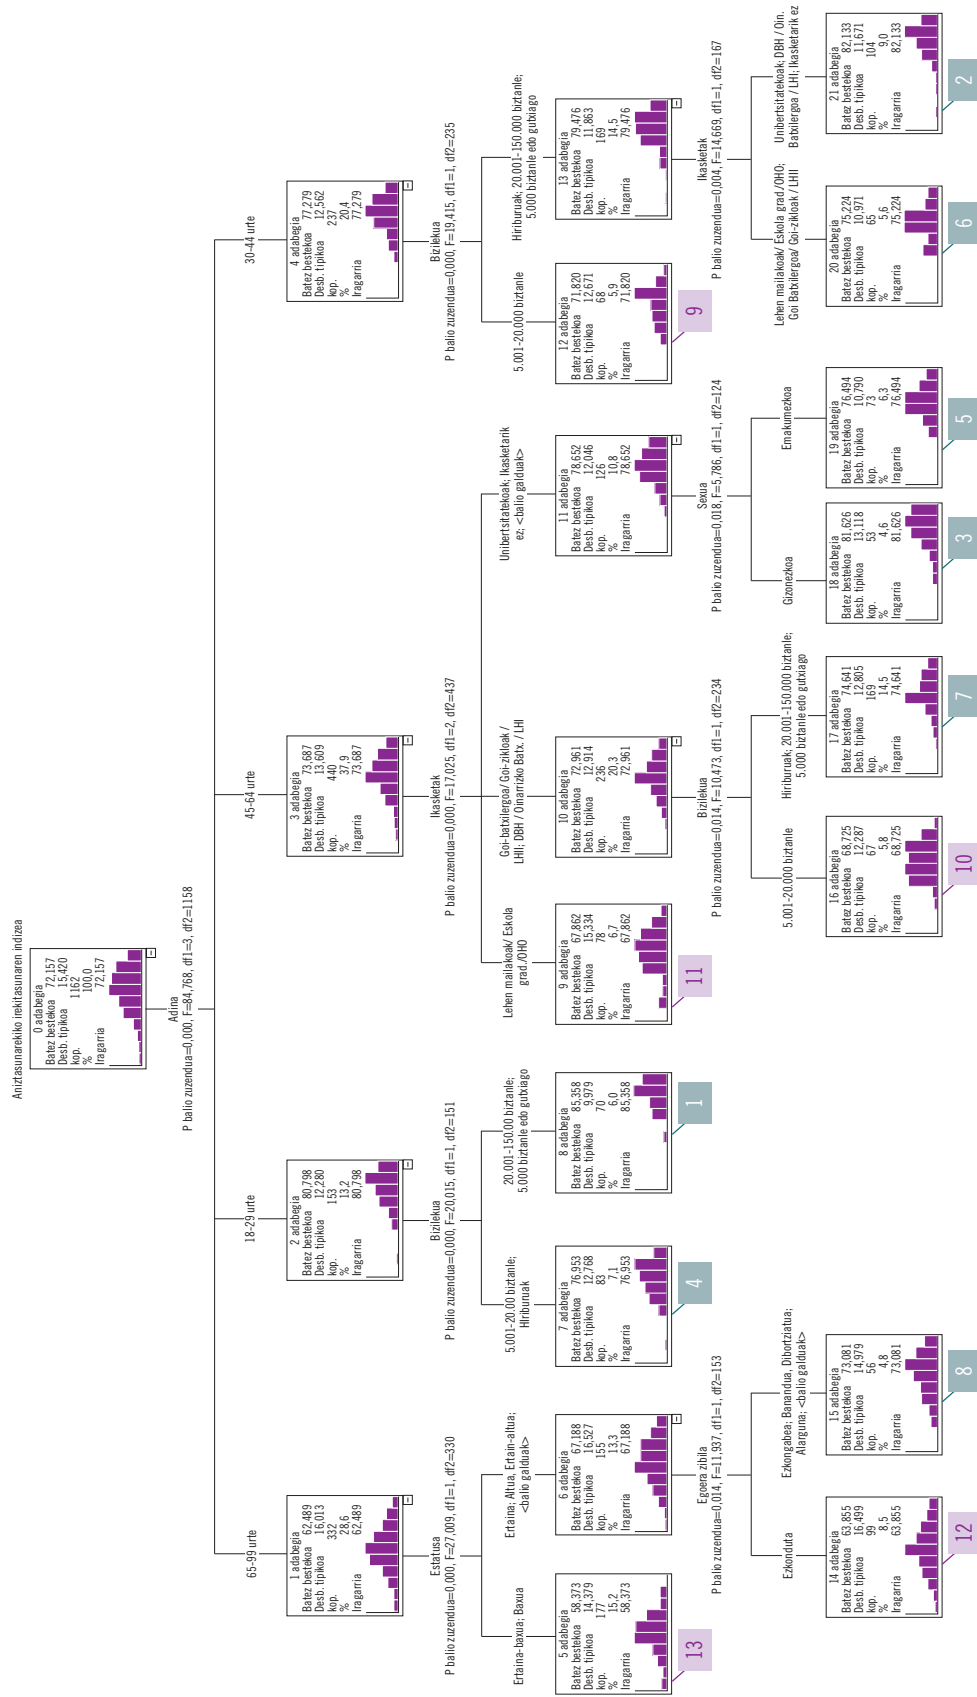 Aniztasunarekiko irekitasunaren indizea
0 adabegia
Batez bestekoa 72,157
Desb. tipikoa 15,420
kop. 1162
% 100,0
Iragarria 72,157
Adina
P balio zuzendua=0,000, F=84,768, df1=3, df2=1158
65-99 urte
1 adabegia
Batez bestekoa 62,489
Desb. tipikoa 16,013
kop. 332
% 28,6
Iragarria 62,489
18-29 urte
2 adabegia
Batez bestekoa 80,798
Desb. tipikoa 12,280
kop. 153
% 13,2
Iragarria 80,798
45-64 urte
3 adabegia
Batez bestekoa 73,687
Desb. tipikoa 13,609
kop. 440
% 37,9
Iragarria 73,687
30-44 urte
4 adabegia
Batez bestekoa 77,279
Desb. tipikoa 12,562
kop. 237
% 20,4
Iragarria 77,279
Estatusa
P balio zuzendua=0,000, F=27,009, df1=1, df2=330
Bizilekua
P balio zuzendua=0,000, F=20,015, df1=1, df2=151
Ikasketak
P balio zuzendua=0,000, F=17,025, df1=2, df2=437
Bizilekua
P balio zuzendua=0,000, F=19,415, df1=1, df2=235
Ertaina-baxua; Baxua
5 adabegia
Batez bestekoa 58,373
Desb. tipikoa 14,379
kop. 177
% 15,2
Iragarria 58,373
13
Ertaina; Altua, Ertain-altua;
<balio galduak>
6 adabegia
Batez bestekoa 67,188
Desb. tipikoa 16,527
kop. 155
% 13,3
Iragarria 67,188
5.001-20.00 biztanle;
HIriburuak
7 adabegia
Batez bestekoa 76,953
Desb. tipikoa 12,768
kop. 83
% 7,1
Iragarria 76,953
4
20.001-150.00 biztanle;
5.000 biztanle edo gutxiago
8 adabegia
Batez bestekoa 85,358
Desb. tipikoa 9,979
kop. 70
% 6,0
Iragarria 85,358
1
Lehen mailakoak/ Eskola
grad./OHO
9 adabegia
Batez bestekoa 67,862
Desb. tipikoa 15,334
kop. 78
% 6,7
Iragarria 67,862
11
Goi-batxilergoa/ Goi-zikloak /
LHII; DBH / Oinarrizko Batx. / LHI
10 adabegia
Batez bestekoa 72,961
Desb. tipikoa 12,914
kop. 236
% 20,3
Iragarria 72,961
Unibertsitatekoak; Ikasketarik
ez; <balio galduak>
11 adabegia
Batez bestekoa 78,652
Desb. tipikoa 12,046
kop. 126
% 10,8
Iragarria 78,652
5.001-20.000 biztanle
12 adabegia
Batez bestekoa 71,820
Desb. tipikoa 12,671
kop. 68
% 5,9
Iragarria 71,820
9
Hiriburuak; 20.001-150.000 biztanle;
5.000 biztanle edo gutxiago
13 adabegia
Batez bestekoa 79,476
Desb. tipikoa 11,863
kop. 169
% 14,5
Iragarria 79,476
Egoera zibila
P balio zuzendua=0,014, F=11,937, df1=1, df2=153
Bizilekua
P balio zuzendua=0,014, F=10,473, df1=1, df2=234
Sexua
P balio zuzendua=0,018, F=5,786, df1=1, df2=124
Ikasketak
P balio zuzendua=0,004, F=14,669, df1=1, df2=167
Ezkonduta
14 adabegia
Batez bestekoa 63,855
Desb. tipikoa 16,499
kop. 99
% 8,5
Iragarria 63,855
12
Ezkongabea; Banandua, Dibortziatua;
Alarguna; <balio galduak>
15 adabegia
Batez bestekoa 73,081
Desb. tipikoa 14,979
kop. 56
% 4,8
Iragarria 73,081
8
5.001-20.000 biztanle
16 adabegia
Batez bestekoa 68,725
Desb. tipikoa 12,287
kop. 67
% 5,8
Iragarria 68,725
10
Hiriburuak; 20.001-150.000 biztanle;
5.000 biztanle edo gutxiago
17 adabegia
Batez bestekoa 74,641
Desb. tipikoa 12,805
kop. 169
% 14,5
Iragarria 74,641
7
Gizonezkoa
18 adabegia
Batez bestekoa 81,626
Desb. tipikoa 13,118
kop. 53
% 4,6
Iragarria 81,626
3
Emakumezkoa
19 adabegia
Batez bestekoa 76,494
Desb. tipikoa 10,790
kop. 73
% 6,3
Iragarria 76,494
5
Lehen mailakoak/ Eskola grad./OHO;
Goi Batxilergoa/ Goi-zikloak / LHII
20 adabegia
Batez bestekoa 75,224
Desb. tipikoa 10,971
kop. 65
% 5,6
Iragarria 75,224
6
Unibertsitatekoak; DBH / Oin.
Batxilergoa / LHI; Ikasketarik ez
21 adabegia
Batez bestekoa 82,133
Desb. tipikoa 11,671
kop. 104
% 9,0
Iragarria 82,133
2